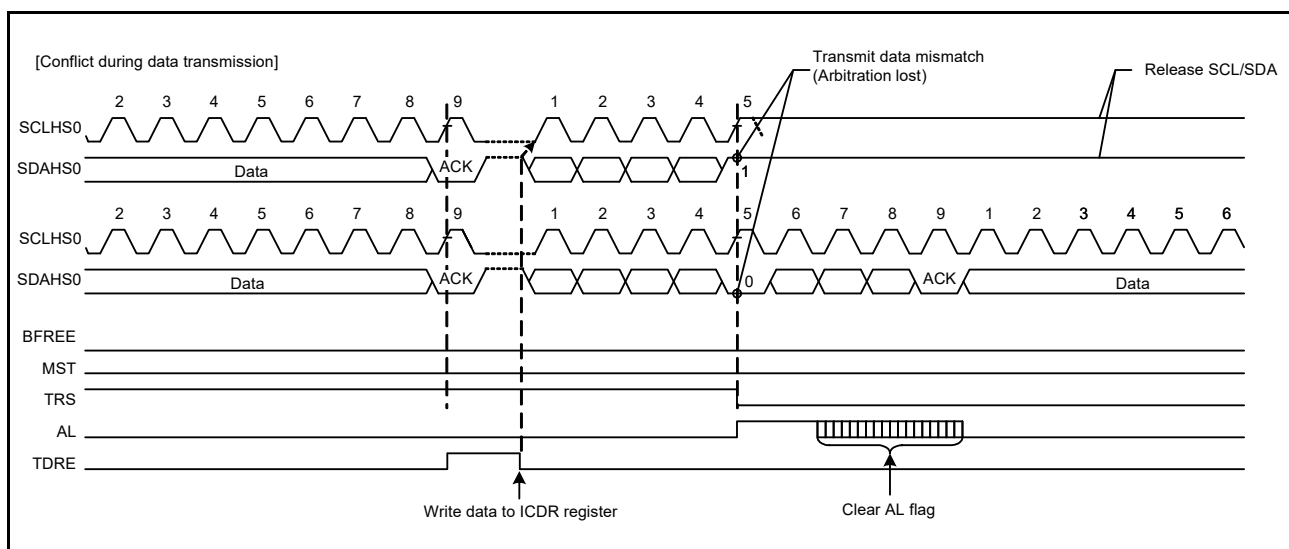 [Conflict during data transmission]
Transmit data mismatch
(Arbitration lost)
Release SCL/SDA
2 3 4 5 6 7 8 9 1 2 3 4 5
SCLHS0
SDAHS0 Data ACK 1
2 3 4 5 6 7 8 9 1 2 3 4 5 6 7 8 9 1 2 3 4 5 6
SCLHS0
SDAHS0 Data ACK 0 ACK Data
BFREE
MST
TRS
AL
TDRE
Write data to ICDR register
Clear AL flag